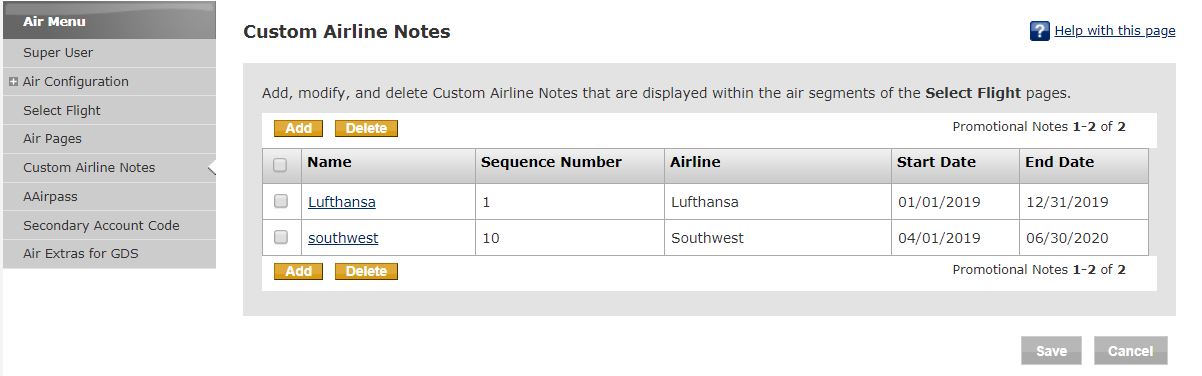 Air Menu
Super User
Air Configuration
Select Flight
Air Pages
Custom Airline Notes
AAirpass
Secondary Account Code
Air Extras for GDS
Custom Airline Notes
? Help with this page
Add, modify, and delete Custom Airline Notes that are displayed within the air segments of the Select Flight pages.
Add Delete Promotional Notes 1-2 of 2
Name Sequence Number Airline Start Date End Date
Lufthansa 1 Lufthansa 01/01/2019 12/31/2019
southwest 10 Southwest 04/01/2019 06/30/2020
Add Delete Promotional Notes 1-2 of 2
Save Cancel